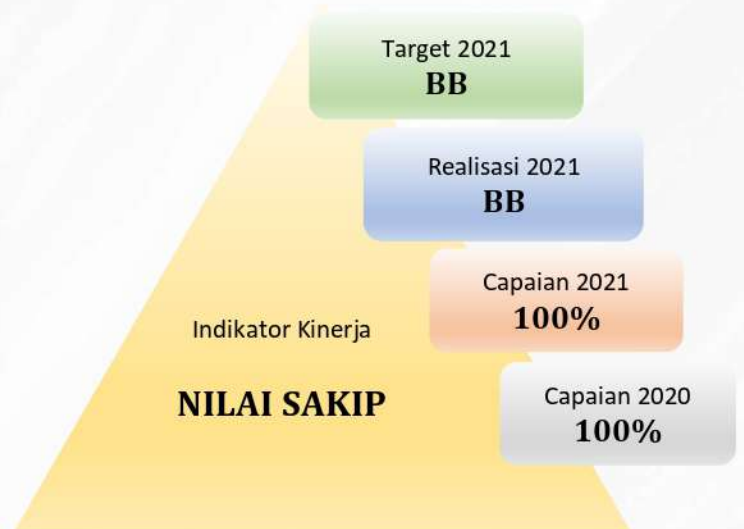 Target 2021
BB
Realisasi 2021
BB
Capaian 2021
100%
Indikator Kinerja
NILAI SAKIP
Capaian 2020
100%